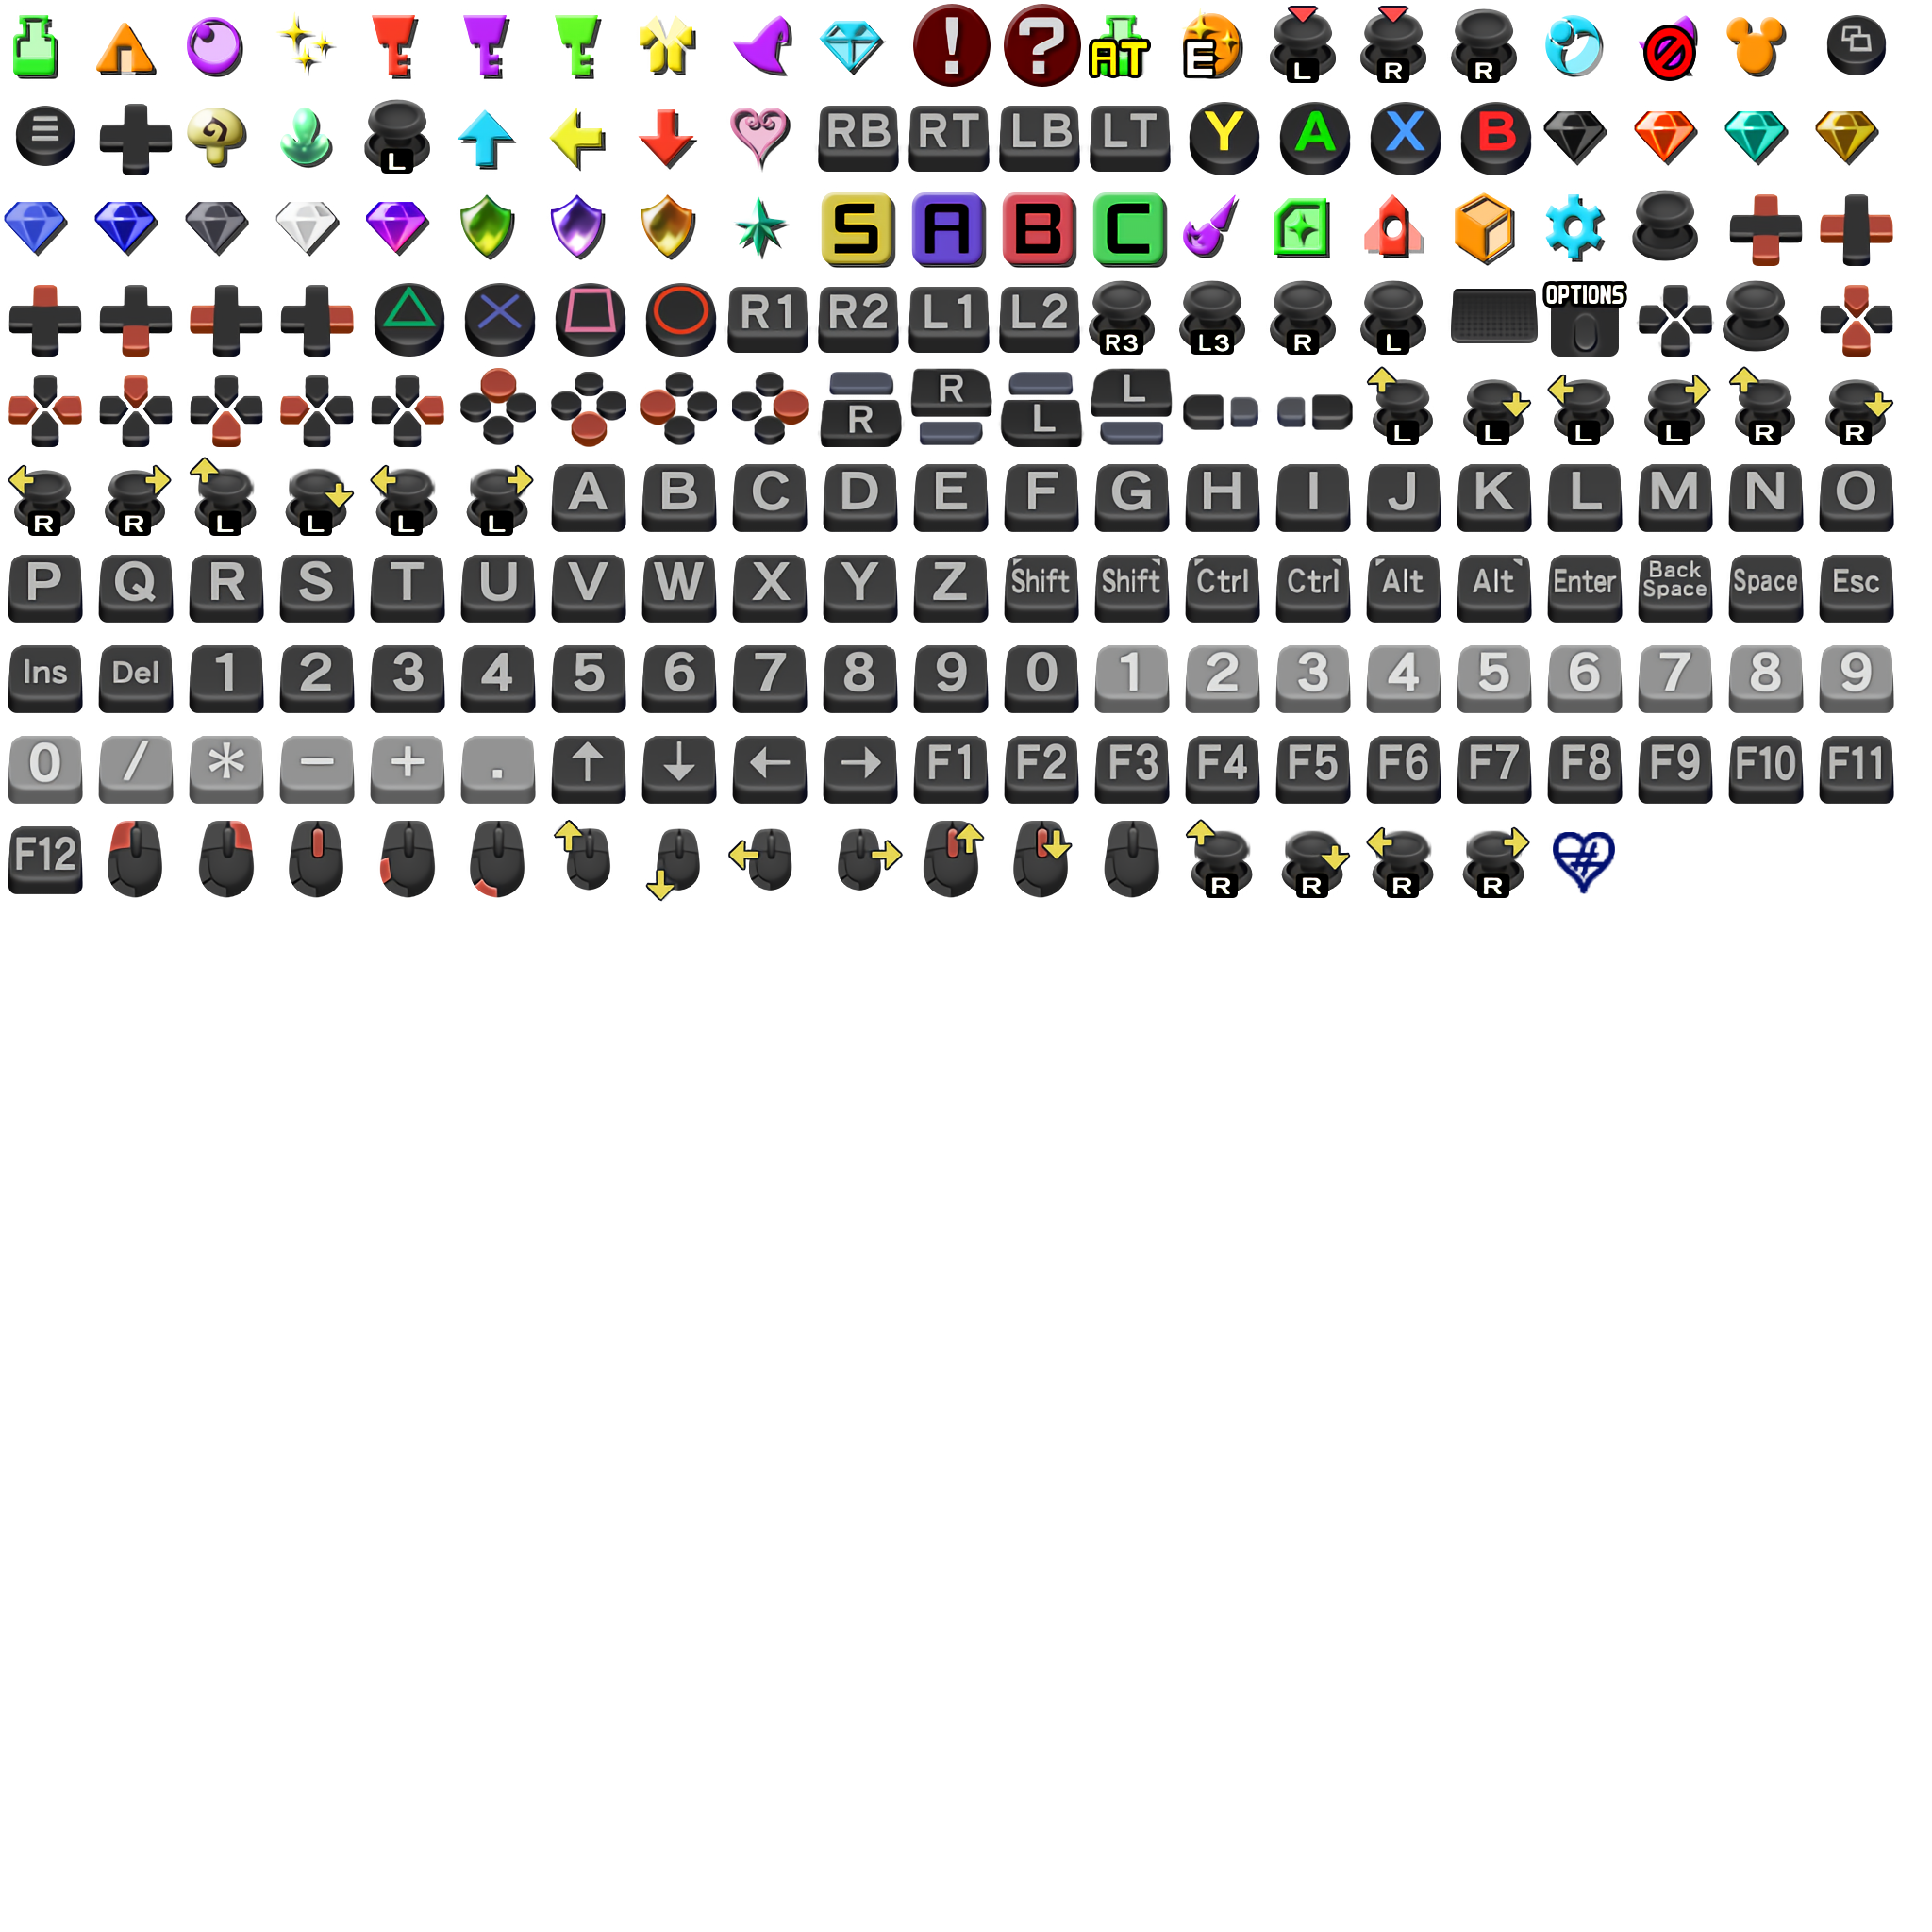 ! ? AT E L R R
L RB RT LB LT Y A X B
S A B C
R1 R2 L1 L2 R3 L3 R L OPTIONS
R R L L L L L L R R
R R L L L L A B C D E F G H I J K L M N O
P Q R S T U V W X Y Z Shift Shift Ctrl Ctrl Alt Alt Enter Back Space Space Esc
Ins Del 1 2 3 4 5 6 7 8 9 0 1 2 3 4 5 6 7 8 9
0 / * - + . ↑ ↓ ← → F1 F2 F3 F4 F5 F6 F7 F8 F9 F10 F11
F12 R R R R #